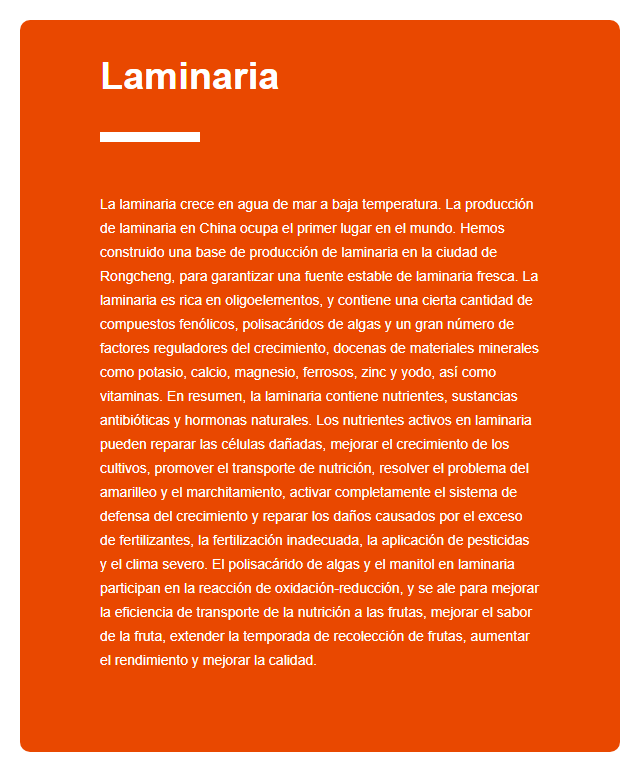 Laminaria
La laminaria crece en agua de mar a baja temperatura. La producción
de laminaria en China ocupa el primer lugar en el mundo. Hemos
construido una base de producción de laminaria en la ciudad de
Rongcheng, para garantizar una fuente estable de laminaria fresca. La
laminaria es rica en oligoelementos, y contiene una cierta cantidad de
compuestos fenólicos, polisacáridos de algas y un gran número de
factores reguladores del crecimiento, docenas de materiales minerales
como potasio, calcio, magnesio, ferrosos, zinc y yodo, así como
vitaminas. En resumen, la laminaria contiene nutrientes, sustancias
antibióticas y hormonas naturales. Los nutrientes activos en laminaria
pueden reparar las células dañadas, mejorar el crecimiento de los
cultivos, promover el transporte de nutrición, resolver el problema del
amarilleo y el marchitamiento, activar completamente el sistema de
defensa del crecimiento y reparar los daños causados por el exceso
de fertilizantes, la fertilización inadecuada, la aplicación de pesticidas
y el clima severo. El polisacárido de algas y el manitol en laminaria
participan en la reacción de oxidación-reducción, y se ale para mejorar
la eficiencia de transporte de la nutrición a las frutas, mejorar el sabor
de la fruta, extender la temporada de recolección de frutas, aumentar
el rendimiento y mejorar la calidad.